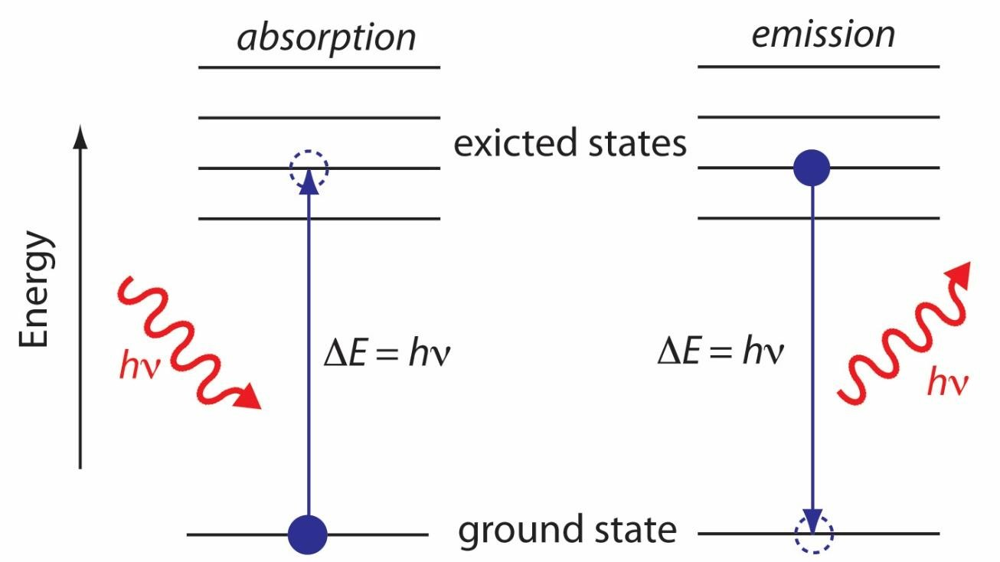 absorption
emission
exicted states
Energy
hν
ΔE = hν
ΔE = hν
hν
ground state